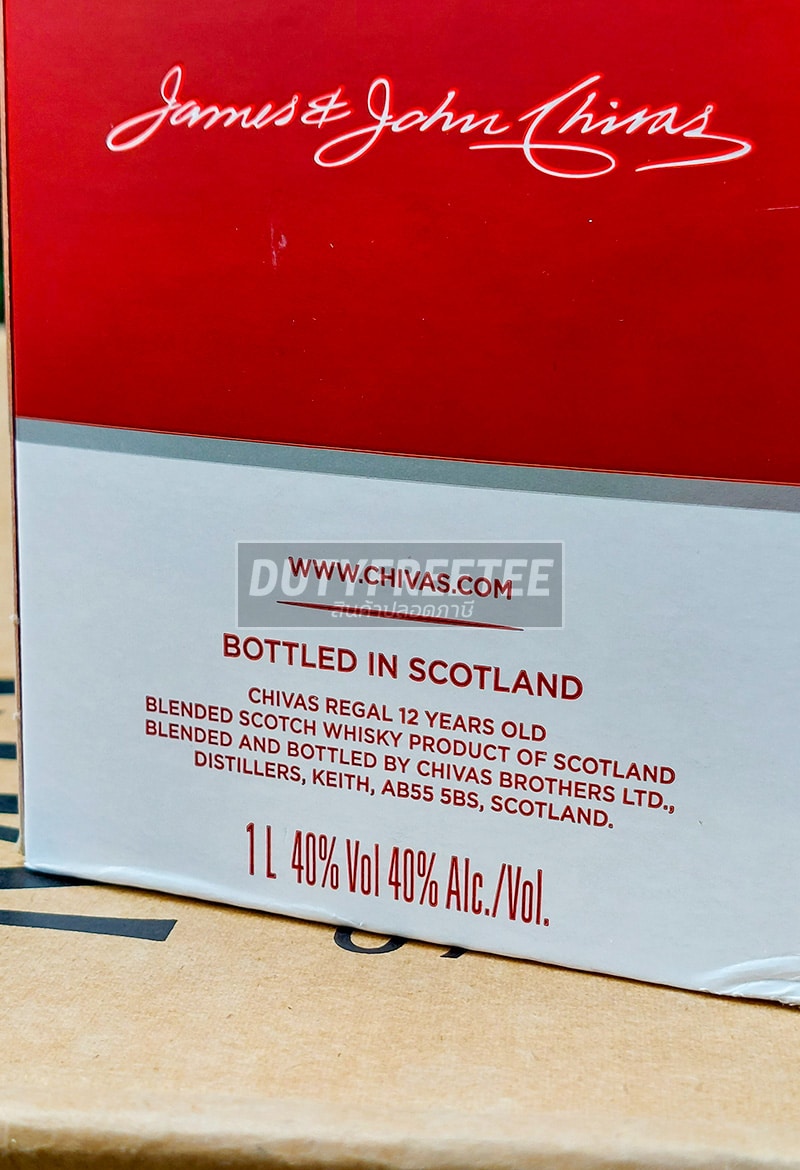 James & John Chivas
WWW.CHIVAS.COM
DUTYFREETEE
สินค้าปลอดภาษี
BOTTLED IN SCOTLAND
CHIVAS REGAL 12 YEARS OLD
BLENDED SCOTCH WHISKY PRODUCT OF SCOTLAND
BLENDED AND BOTTLED BY CHIVAS BROTHERS LTD.,
DISTILLERS, KEITH, AB55 5BS, SCOTLAND.
1 L 40% Vol 40% Alc./Vol.